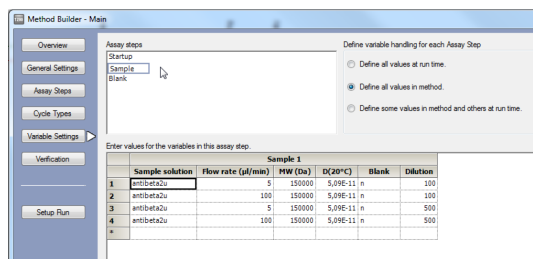 Method Builder - Main
Overview
General Settings
Assay Steps
Cycle Types
Variable Settings
Verification
Setup Run
Assay steps
Startup
Sample
Blank
Define variable handling for each Assay Step
Define all values at run time.
Define all values in method.
Define some values in method and others at run time.
Enter values for the variables in this assay step.
Sample 1
Sample solution Flow rate (µl/min) MW (Da) D(20°C) Blank Dilution
1 antibeta2u 5 150000 5,09E-11 n 100
2 antibeta2u 100 150000 5,09E-11 n 100
3 antibeta2u 5 150000 5,09E-11 n 500
4 antibeta2u 100 150000 5,09E-11 n 500
*